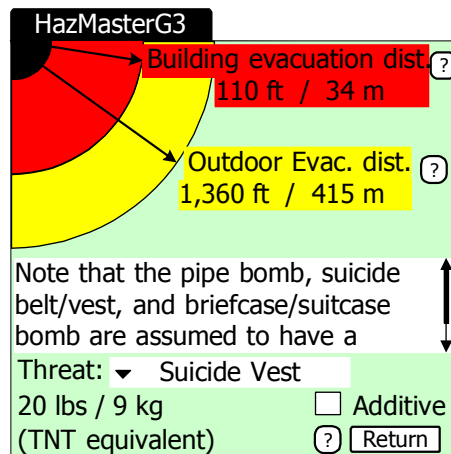 HazMasterG3
Building evacuation dist. ?
110 ft / 34 m
Outdoor Evac. dist. ?
1,360 ft / 415 m
Note that the pipe bomb, suicide
belt/vest, and briefcase/suitcase
bomb are assumed to have a
Threat: Suicide Vest
20 lbs / 9 kg Additive
(TNT equivalent) ? Return